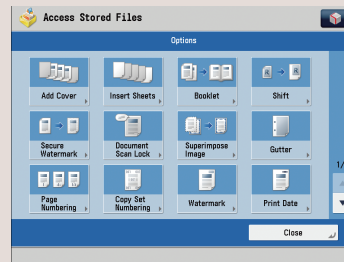 Access Stored Files
Options
Add Cover
Insert Sheets
Booklet
Shift
Secure
Watermark
Document
Scan Lock
Superimpose
Image
Gutter
1/
Page
Numbering
Copy Set
Numbering
Watermark
Print Date
Close